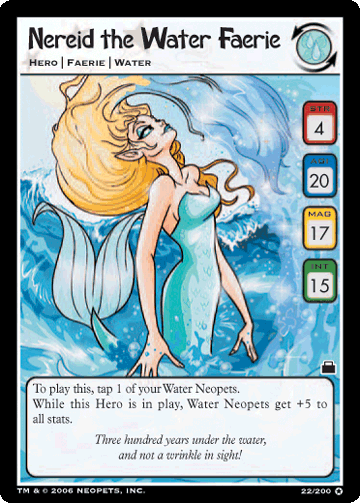 Nereid the Water Faerie
Hero | Faerie | Water
STR
4
AGI
20
MAG
17
INT
15
To play this, tap 1 of your Water Neopets.
While this Hero is in play, Water Neopets get +5 to
all stats.
Three hundred years under the water,
and not a wrinkle in sight!
TM & © 2006 NEOPETS, INC.
22/200